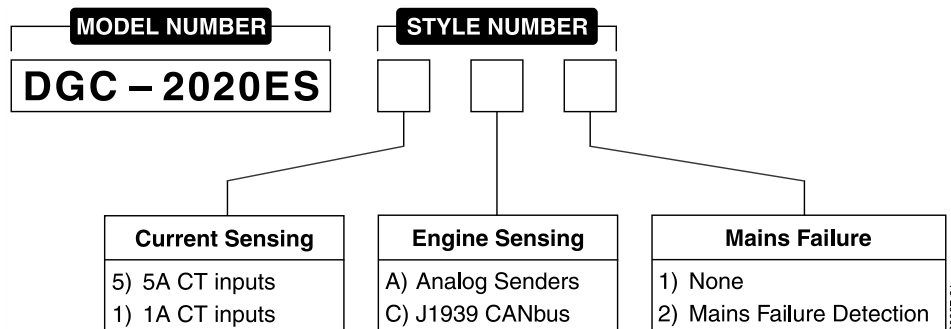 MODEL NUMBER
STYLE NUMBER
DGC – 2020ES
Current Sensing
5) 5A CT inputs
1) 1A CT inputs
Engine Sensing
A) Analog Senders
C) J1939 CANbus
Mains Failure
1) None
2) Mains Failure Detection